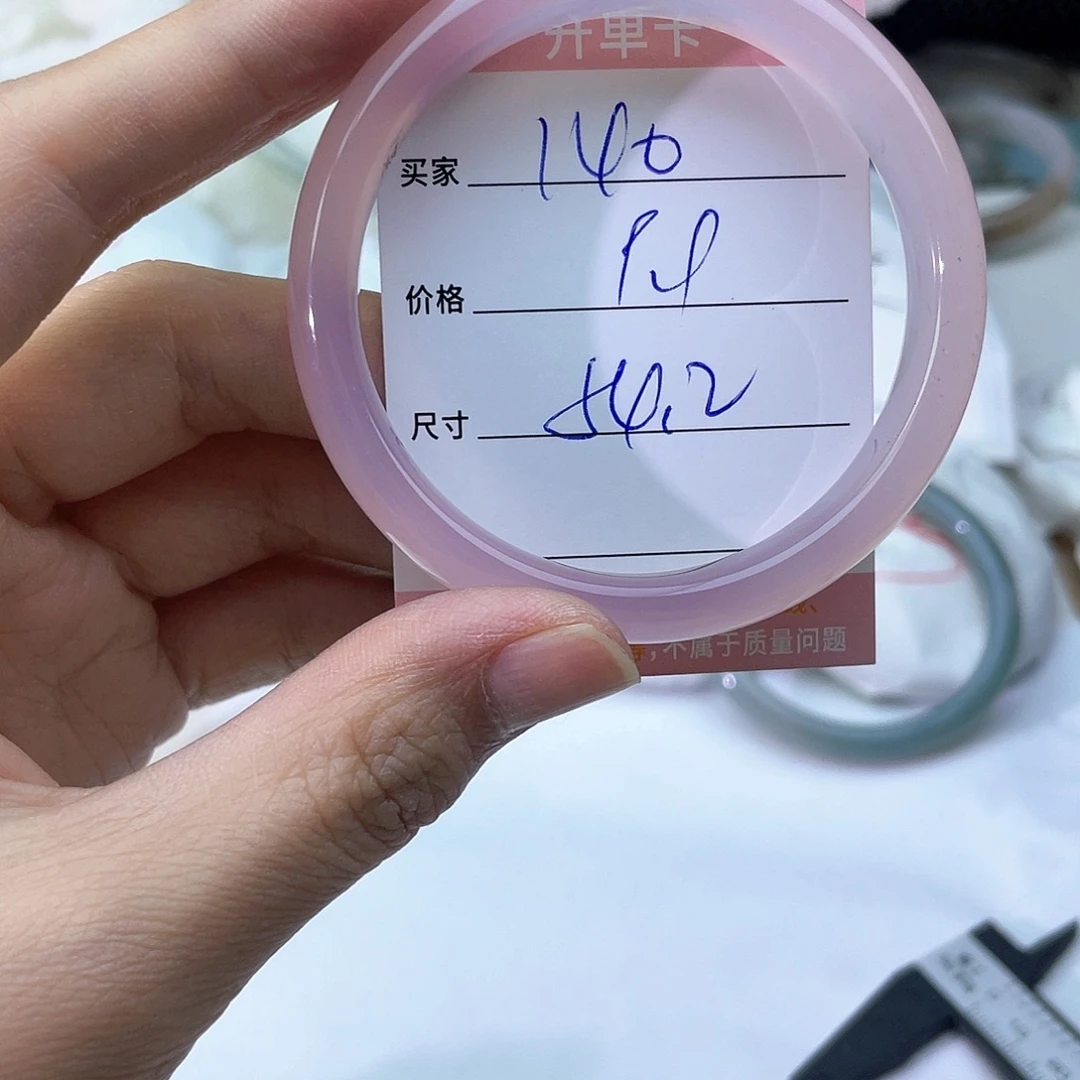 开单卡
买家 140
价格
尺寸 54.2
,不属于质量问题